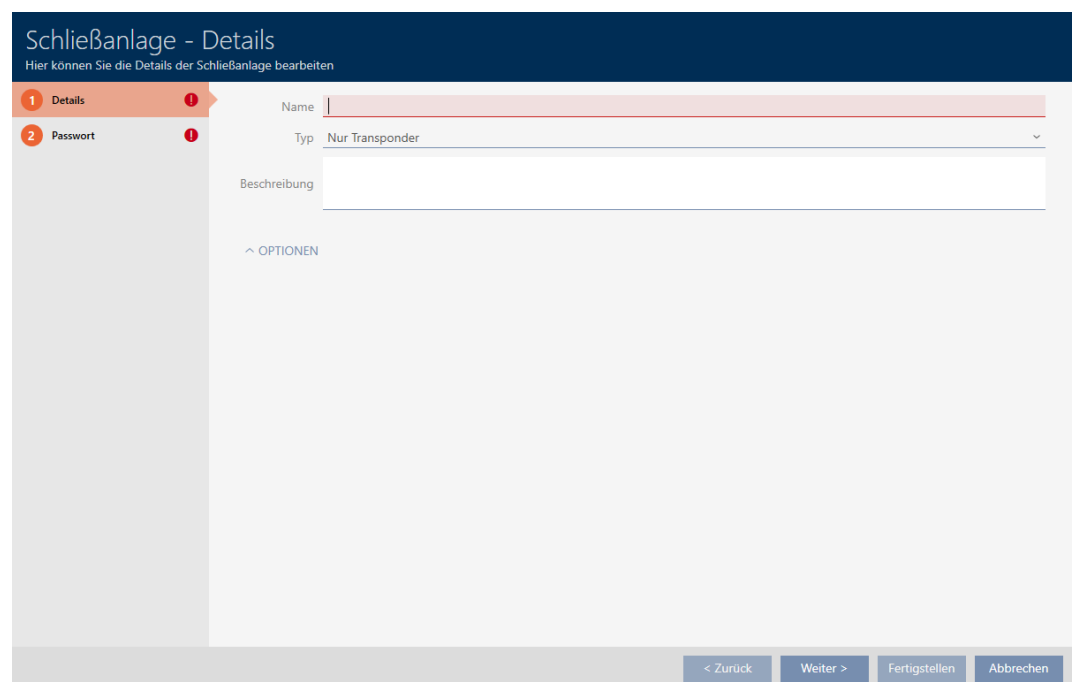 Schließanlage - Details
Hier können Sie die Details der Schließanlage bearbeiten
1 Details !
2 Passwort !
Name
Typ Nur Transponder
Beschreibung
OPTIONEN
< Zurück Weiter > Fertigstellen Abbrechen